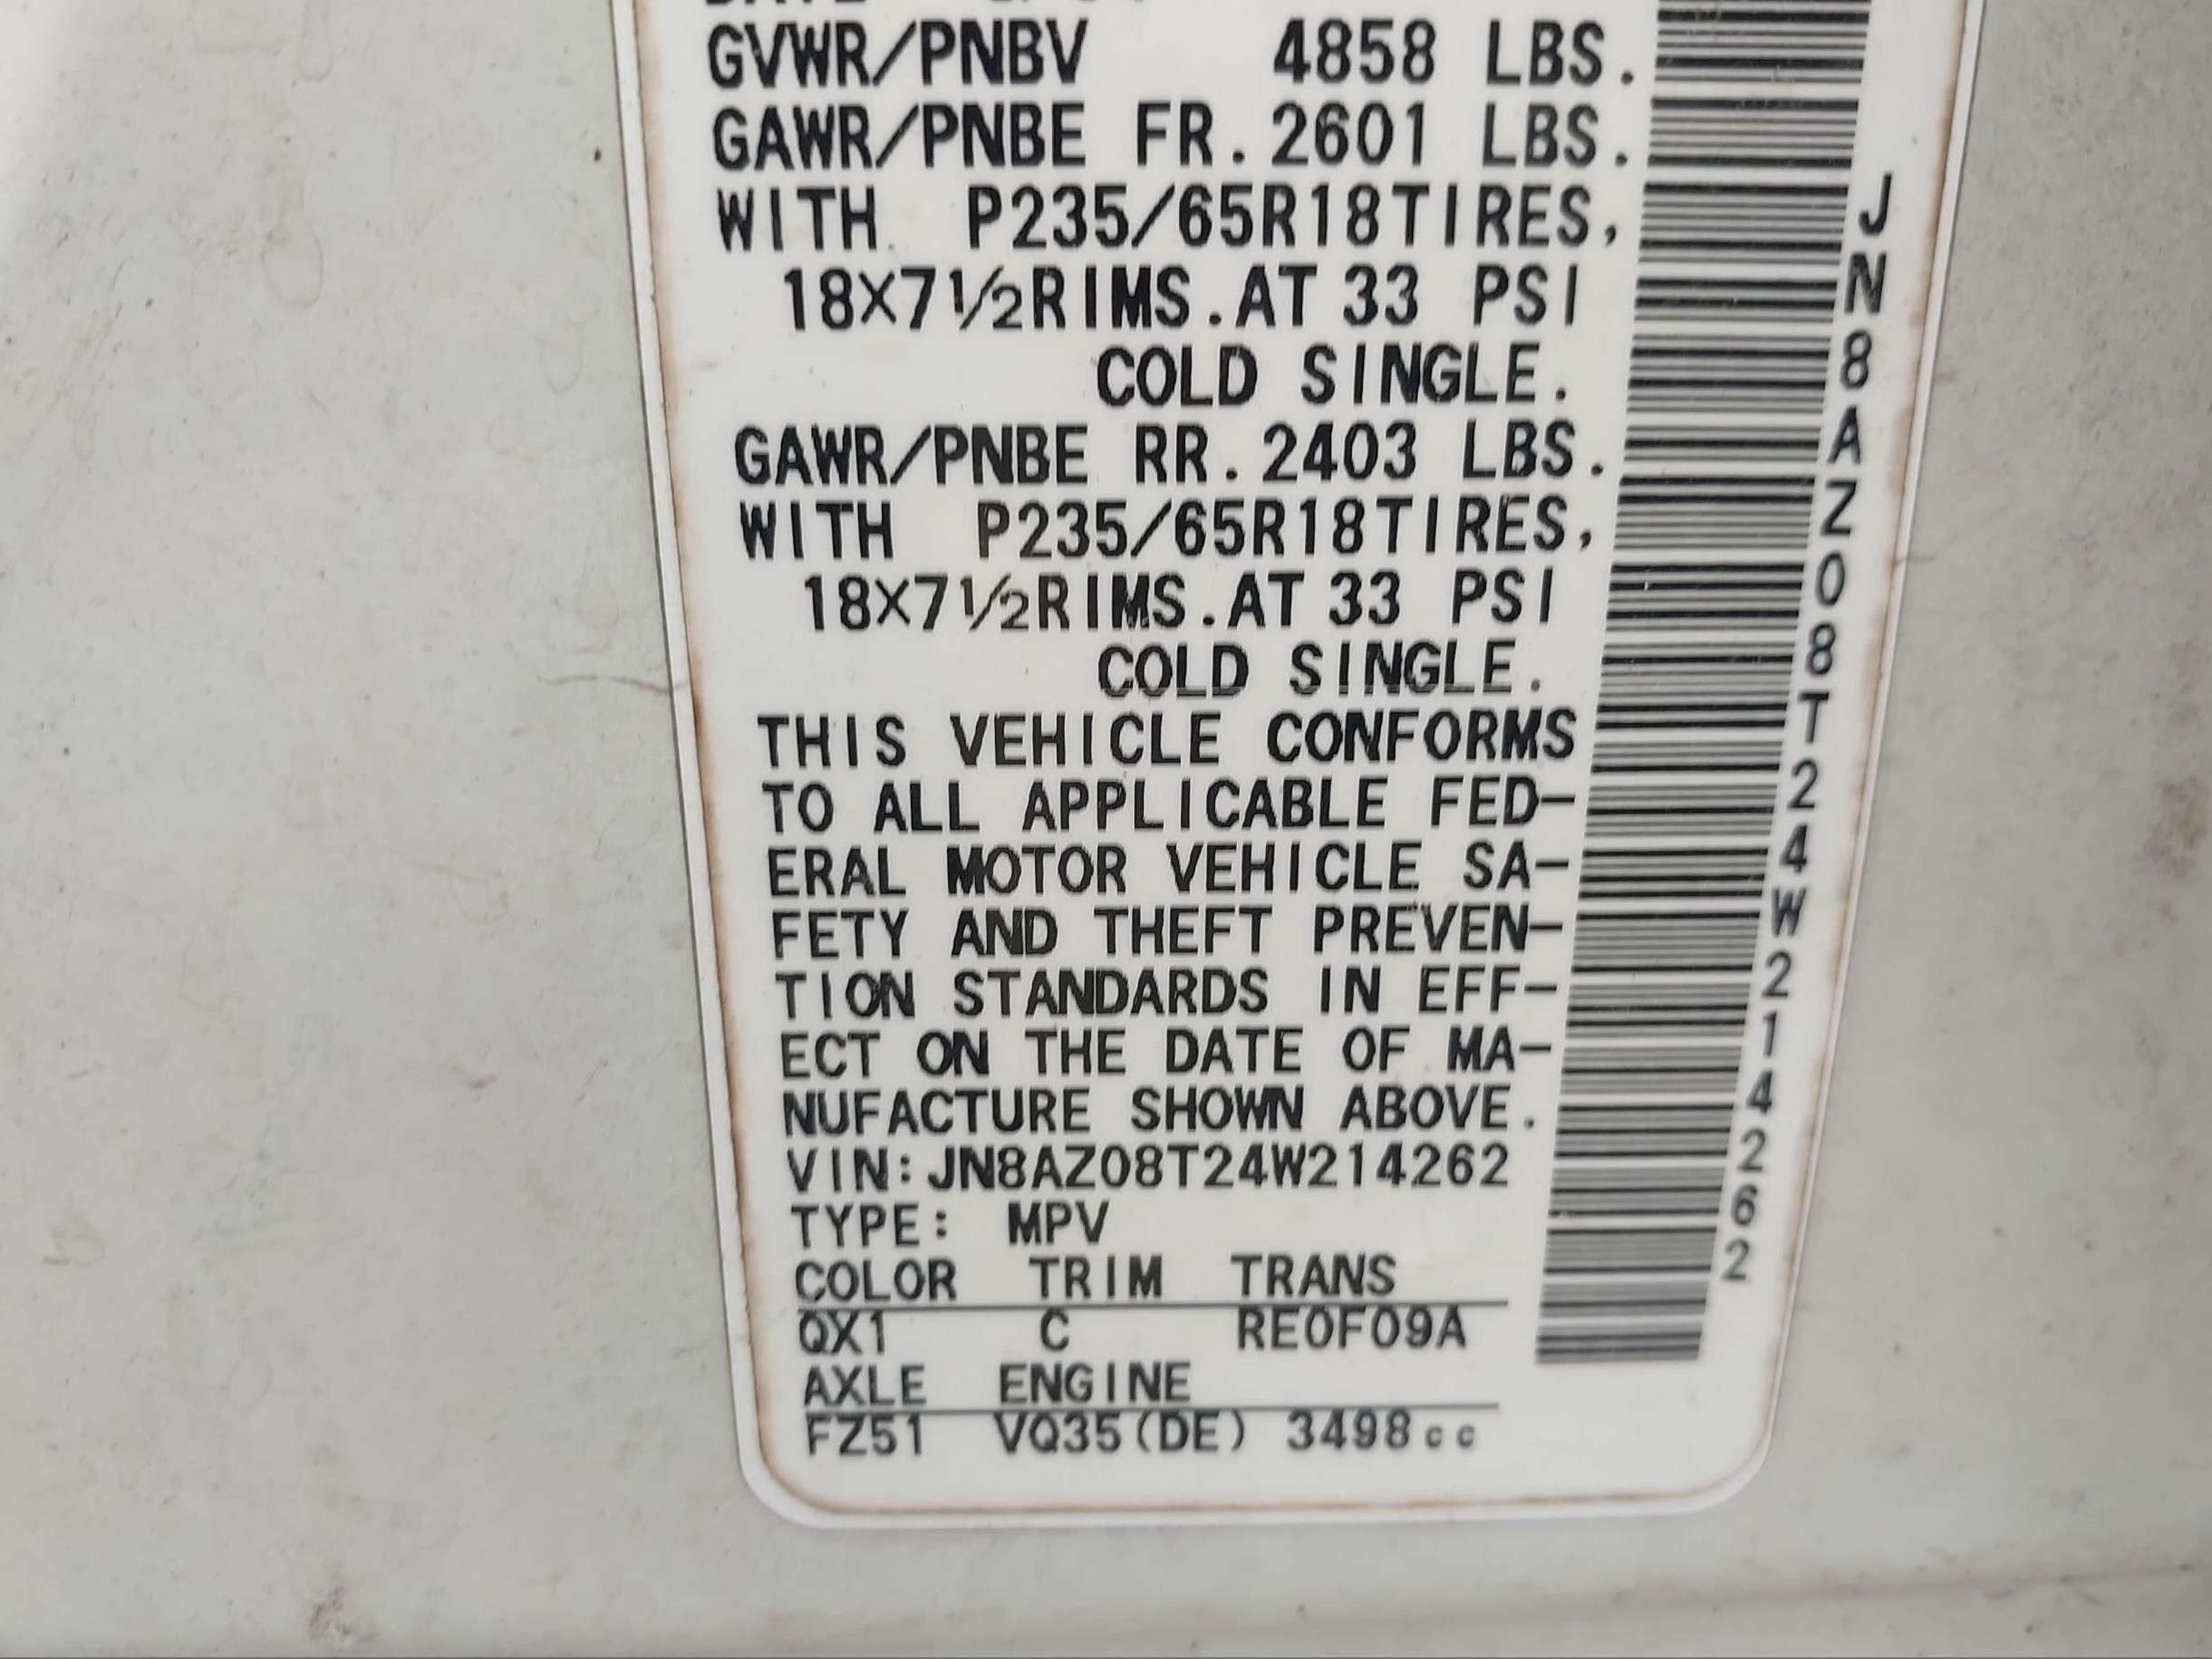 GVWR/PNBV 4858 LBS.
GAWR/PNBE FR.2601 LBS.
WITH P235/65R18TIRES,
18X7½RIMS.AT 33 PSI
COLD SINGLE.
GAWR/PNBE RR.2403 LBS.
WITH P235/65R18TIRES,
18X7½RIMS.AT 33 PSI
COLD SINGLE.
THIS VEHICLE CONFORMS
TO ALL APPLICABLE FED-
ERAL MOTOR VEHICLE SA-
FETY AND THEFT PREVEN-
TION STANDARDS IN EFF-
ECT ON THE DATE OF MA-
NUFACTURE SHOWN ABOVE.
VIN:JN8AZ08T24W214262
TYPE: MPV
COLOR TRIM TRANS
QX1 C RE0F09A
AXLE ENGINE
FZ51 VQ35(DE) 3498cc
JN8AZ08T24W214262